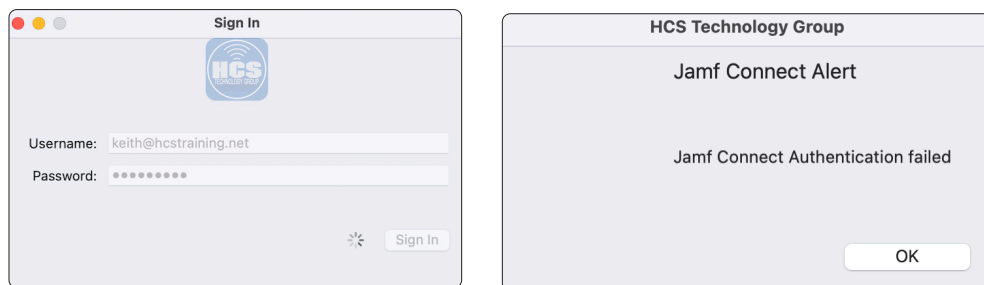 Sign In
HCS
Username: keith@hcstraining.net
Password:
Sign In
HCS Technology Group
Jamf Connect Alert
Jamf Connect Authentication failed
OK